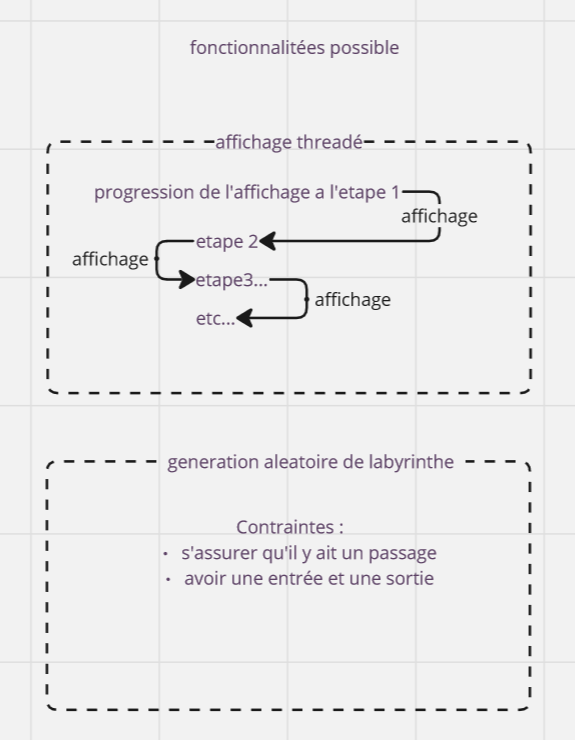 fonctionnalitées possible
affichage threadé
progression de l'affichage a l'etape 1
affichage
etape 2
affichage
etape3...
affichage
etc...
generation aleatoire de labyrinthe
Contraintes :
• s'assurer qu'il y ait un passage
• avoir une entrée et une sortie